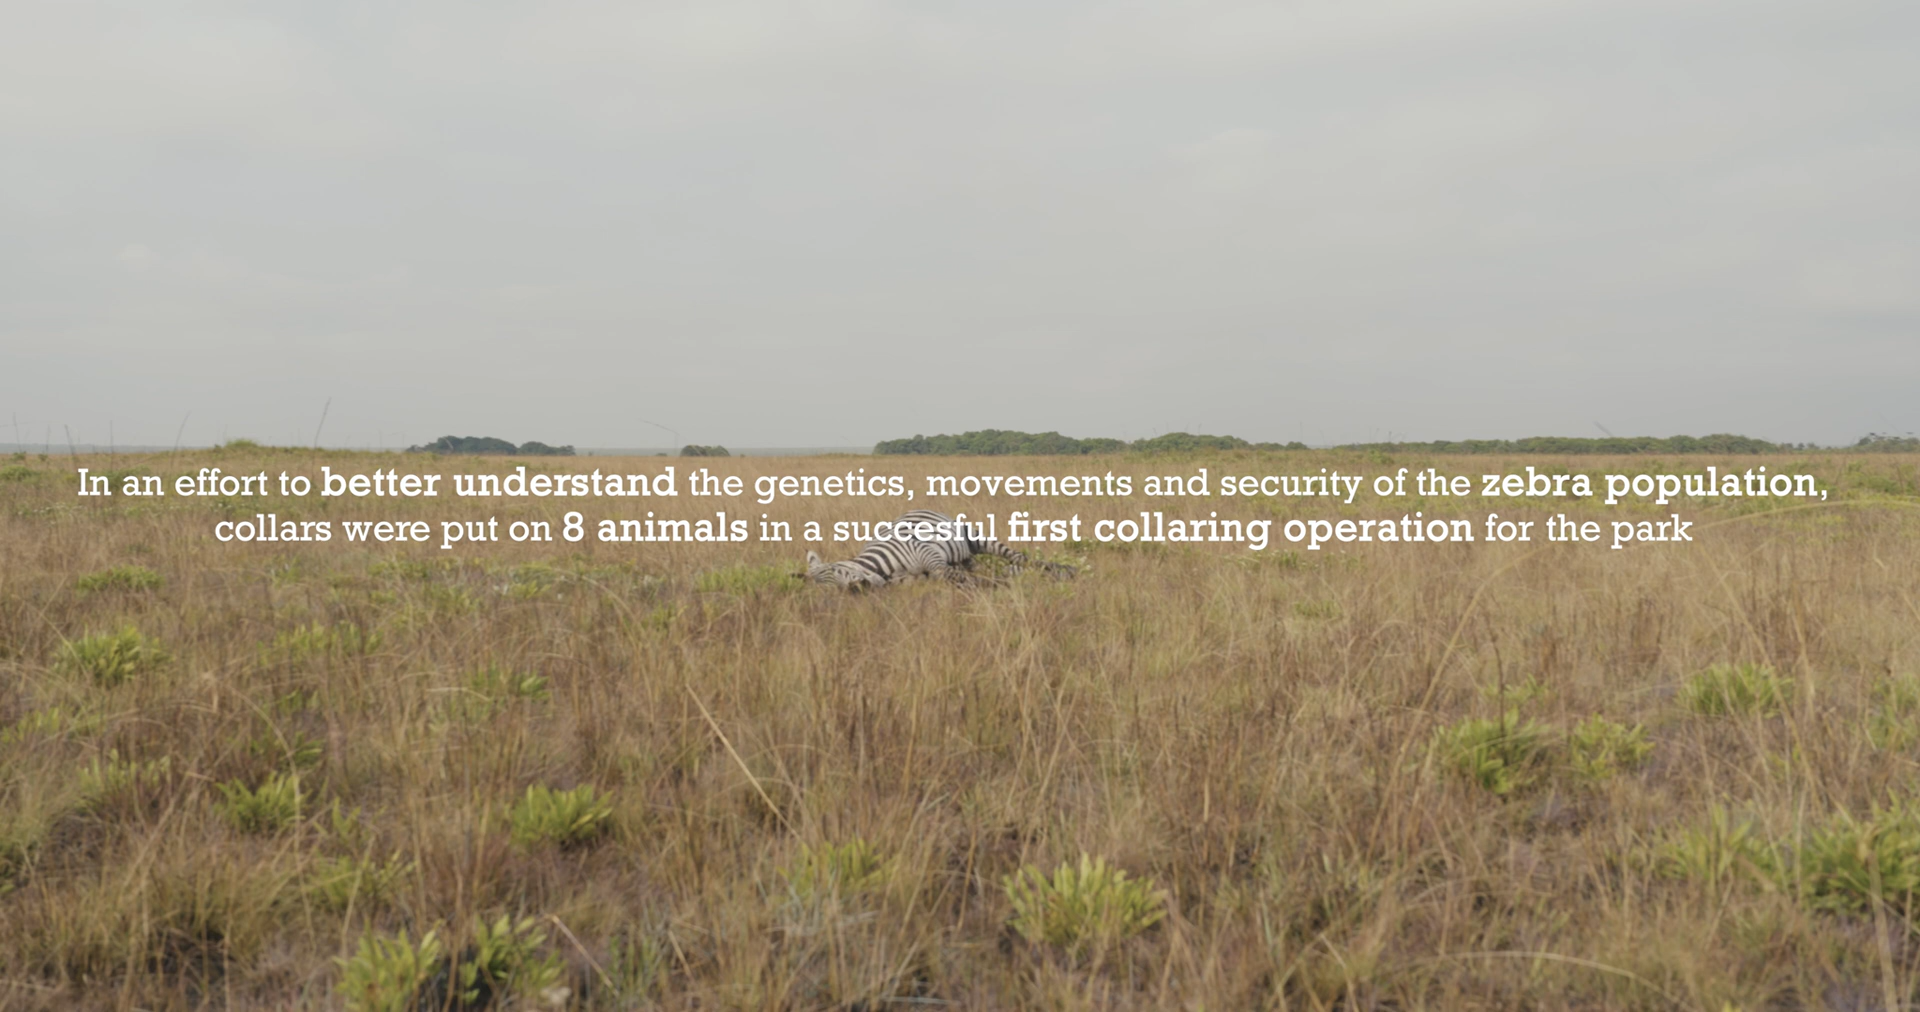 In an effort to better understand the genetics, movements and security of the zebra population,
collars were put on 8 animals in a succesful first collaring operation for the park